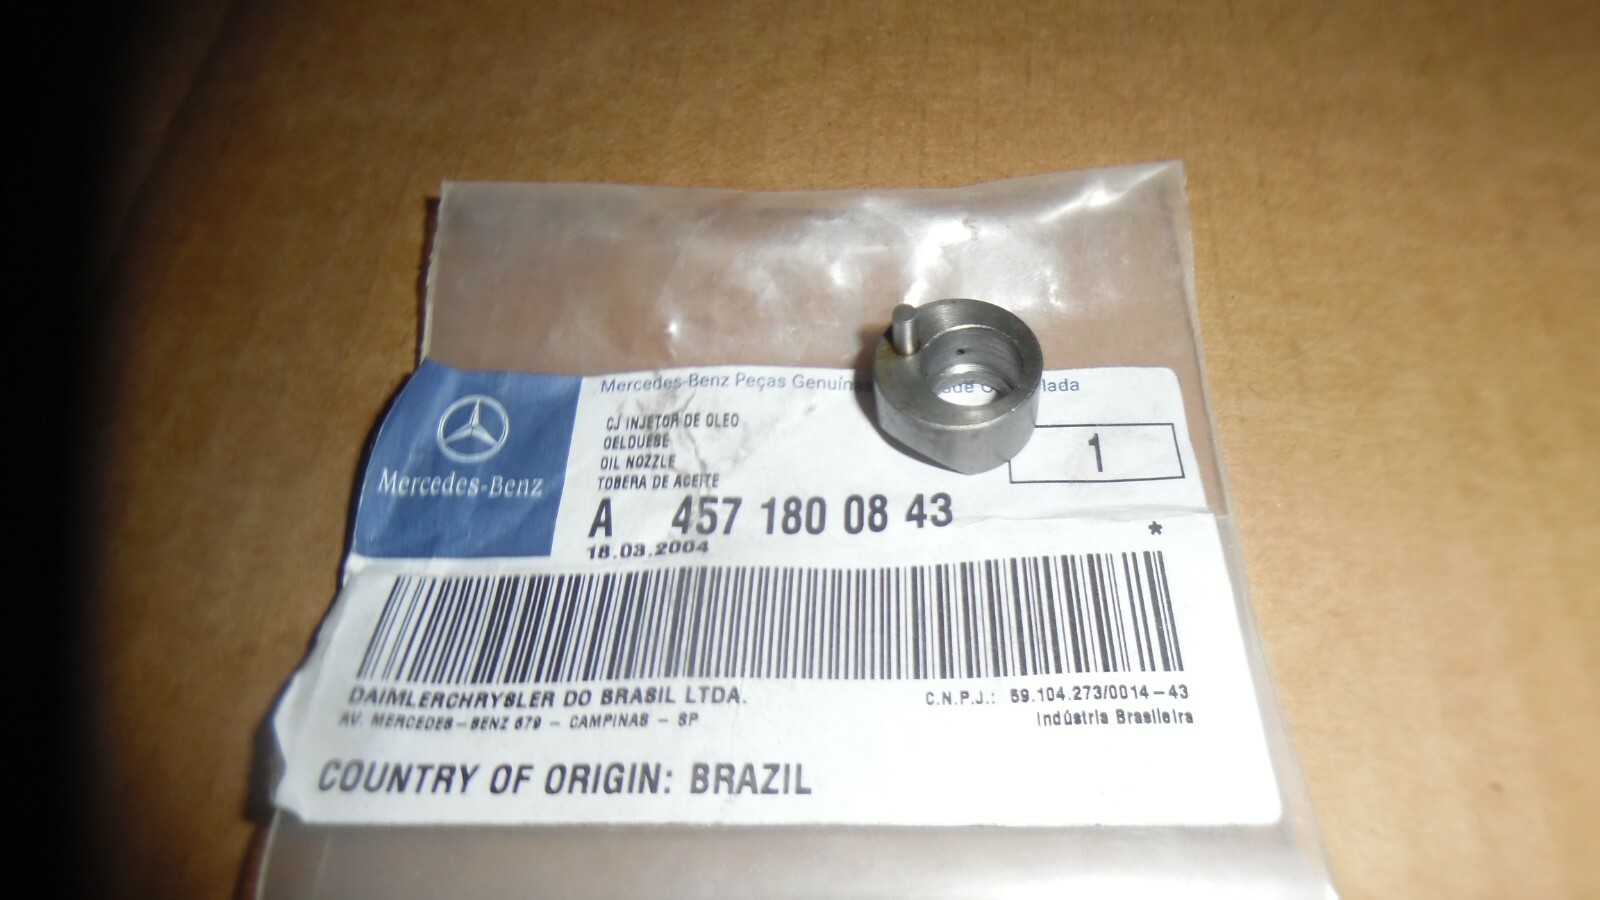 Mercedes-Benz Peças Genuínas lada
CJ INJETOR DE OLEO
OELDUESE
OIL NOZZLE
TOBERA DE ACEITE
1
Mercedes-Benz
A 457 180 08 43
18.03.2004
*
DAIMLERCHRYSLER DO BRASIL LTDA.
C.N.P.J.: 59.104.273/0014-43
AV. MERCEDES-BENZ 679 - CAMPINAS - SP
Indústria Brasileira
COUNTRY OF ORIGIN: BRAZIL